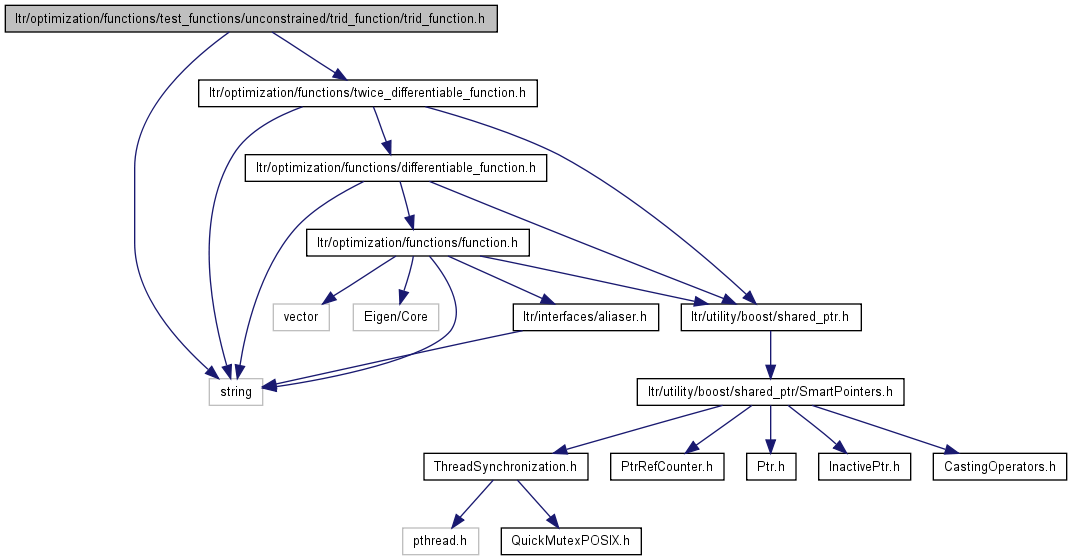 ltr/optimization/functions/test_functions/unconstrained/trid_function/trid_function.h
ltr/optimization/functions/twice_differentiable_function.h
ltr/optimization/functions/differentiable_function.h
ltr/optimization/functions/function.h
vector
Eigen/Core
ltr/interfaces/aliaser.h
ltr/utility/boost/shared_ptr.h
string
ltr/utility/boost/shared_ptr/SmartPointers.h
ThreadSynchronization.h
PtrRefCounter.h
Ptr.h
InactivePtr.h
CastingOperators.h
pthread.h
QuickMutexPOSIX.h